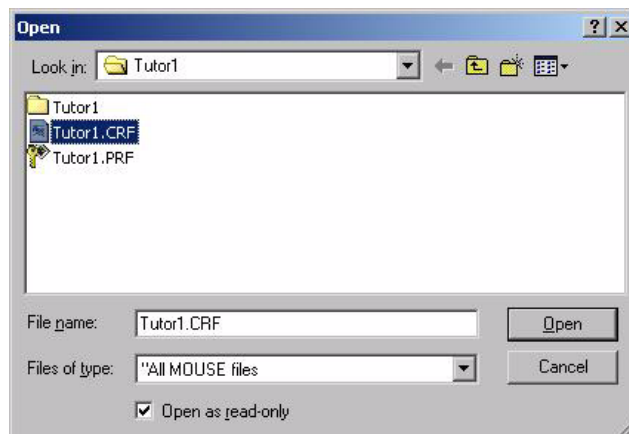 Open
Look in: Tutor1
Tutor1
Tutor1.CRF
Tutor1.PRF
File name: Tutor1.CRF Open
Files of type: "All MOUSE files Cancel
Open as read-only